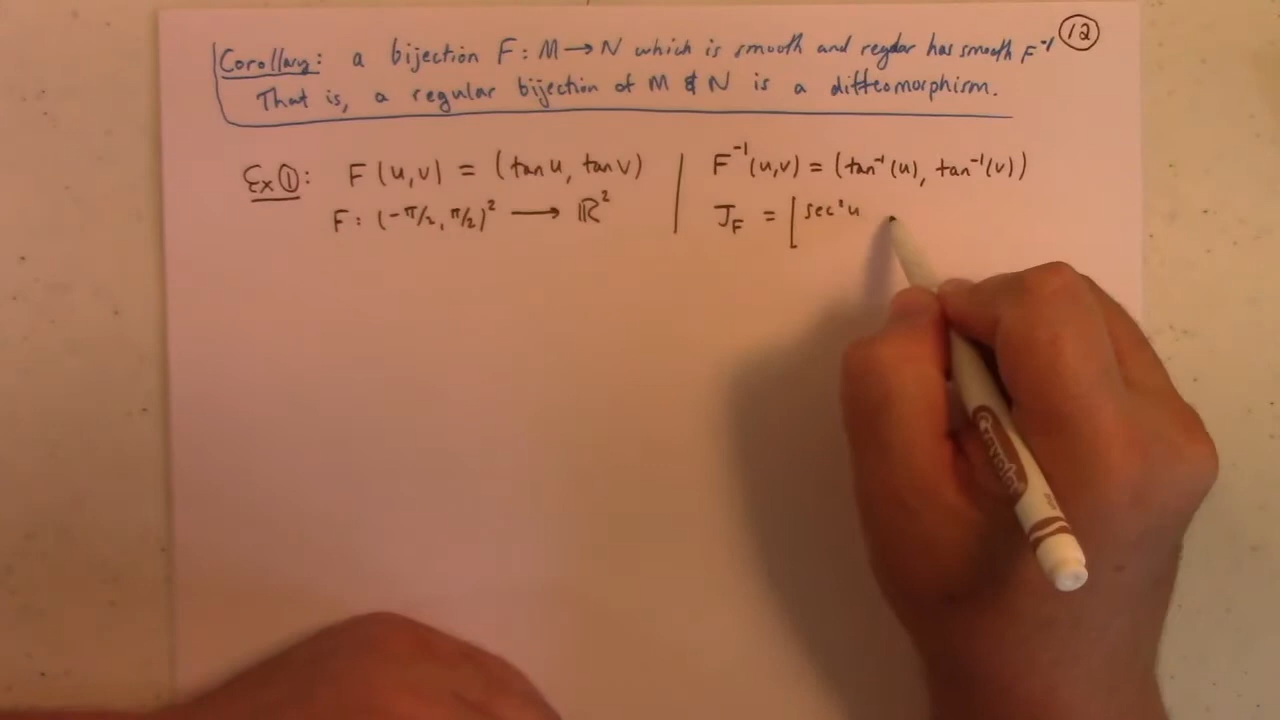 12
Corollary: a bijection F: M → N which is smooth and regular has smooth F⁻¹
That is, a regular bijection of M & N is a diffeomorphism.
Ex ①: F(u,v) = (tan u, tan v) | F⁻¹(u,v) = (tan⁻¹(u), tan⁻¹(v))
F: (-π/2, π/2)² → ℝ² | J_F = [sec²u
Crayola